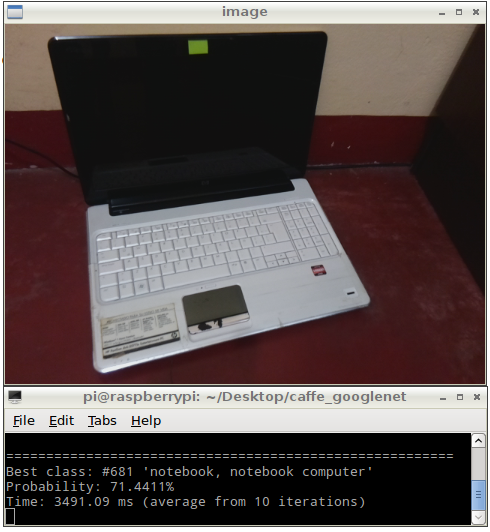 image
pi@raspberrypi: ~/Desktop/caffe_googlenet
File Edit Tabs Help
========================================================
Best class: #681 'notebook, notebook computer'
Probability: 71.4411%
Time: 3491.09 ms (average from 10 iterations)